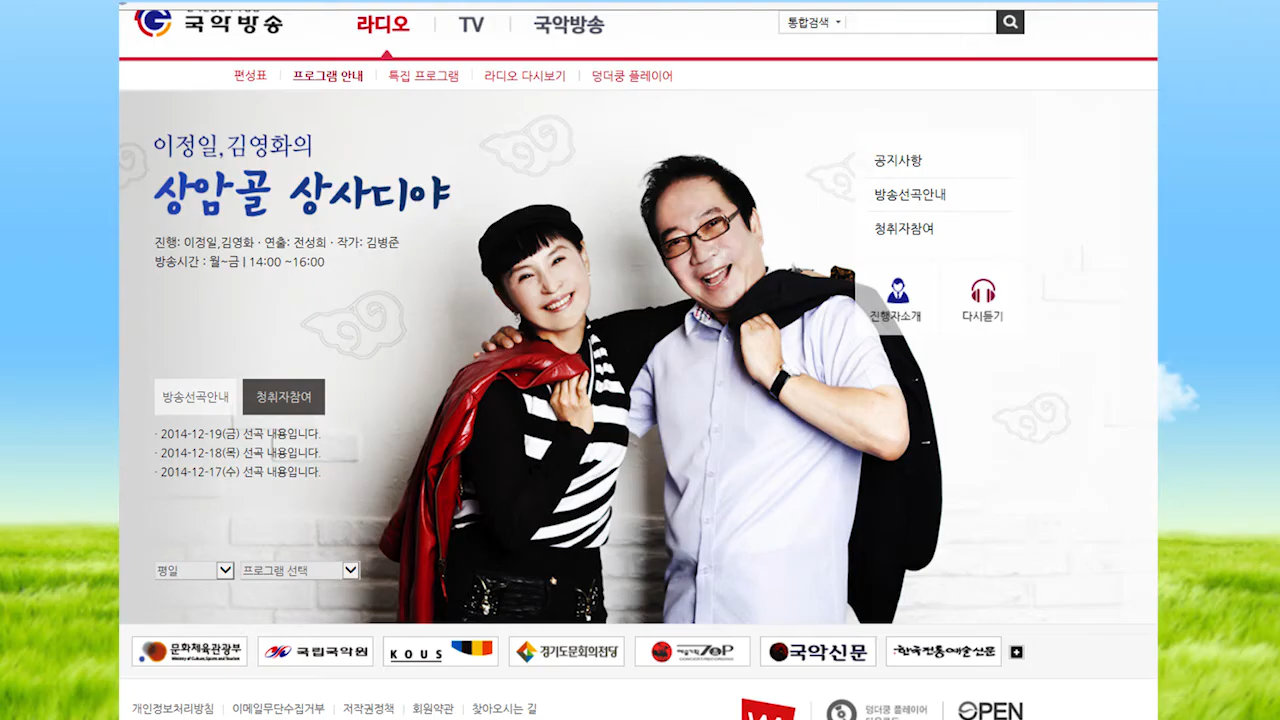 국악방송
라디오
TV
국악방송
통합검색
편성표
프로그램 안내
특집 프로그램
라디오 다시보기
덩더쿵 플레이어
이정일,김영화의
상암골 상사디야
진행: 이정일,김영화 · 연출: 전성희 · 작가: 김병준
방송시간 : 월~금 | 14:00 ~16:00
공지사항
방송선곡안내
청취자참여
진행자소개
다시듣기
방송선곡안내
청취자참여
· 2014-12-19(금) 선곡 내용입니다.
· 2014-12-18(목) 선곡 내용입니다.
· 2014-12-17(수) 선곡 내용입니다.
평일
프로그램 선택
문화체육관광부
Ministry of Culture, Sports and Tourism
국립국악원
KOUS
경기도문화의전당
TOP
국악신문
한국전통예술신문
개인정보처리방침
이메일무단수집거부
저작권정책
회원약관
찾아오시는 길
덩더쿵 플레이어
OPEN